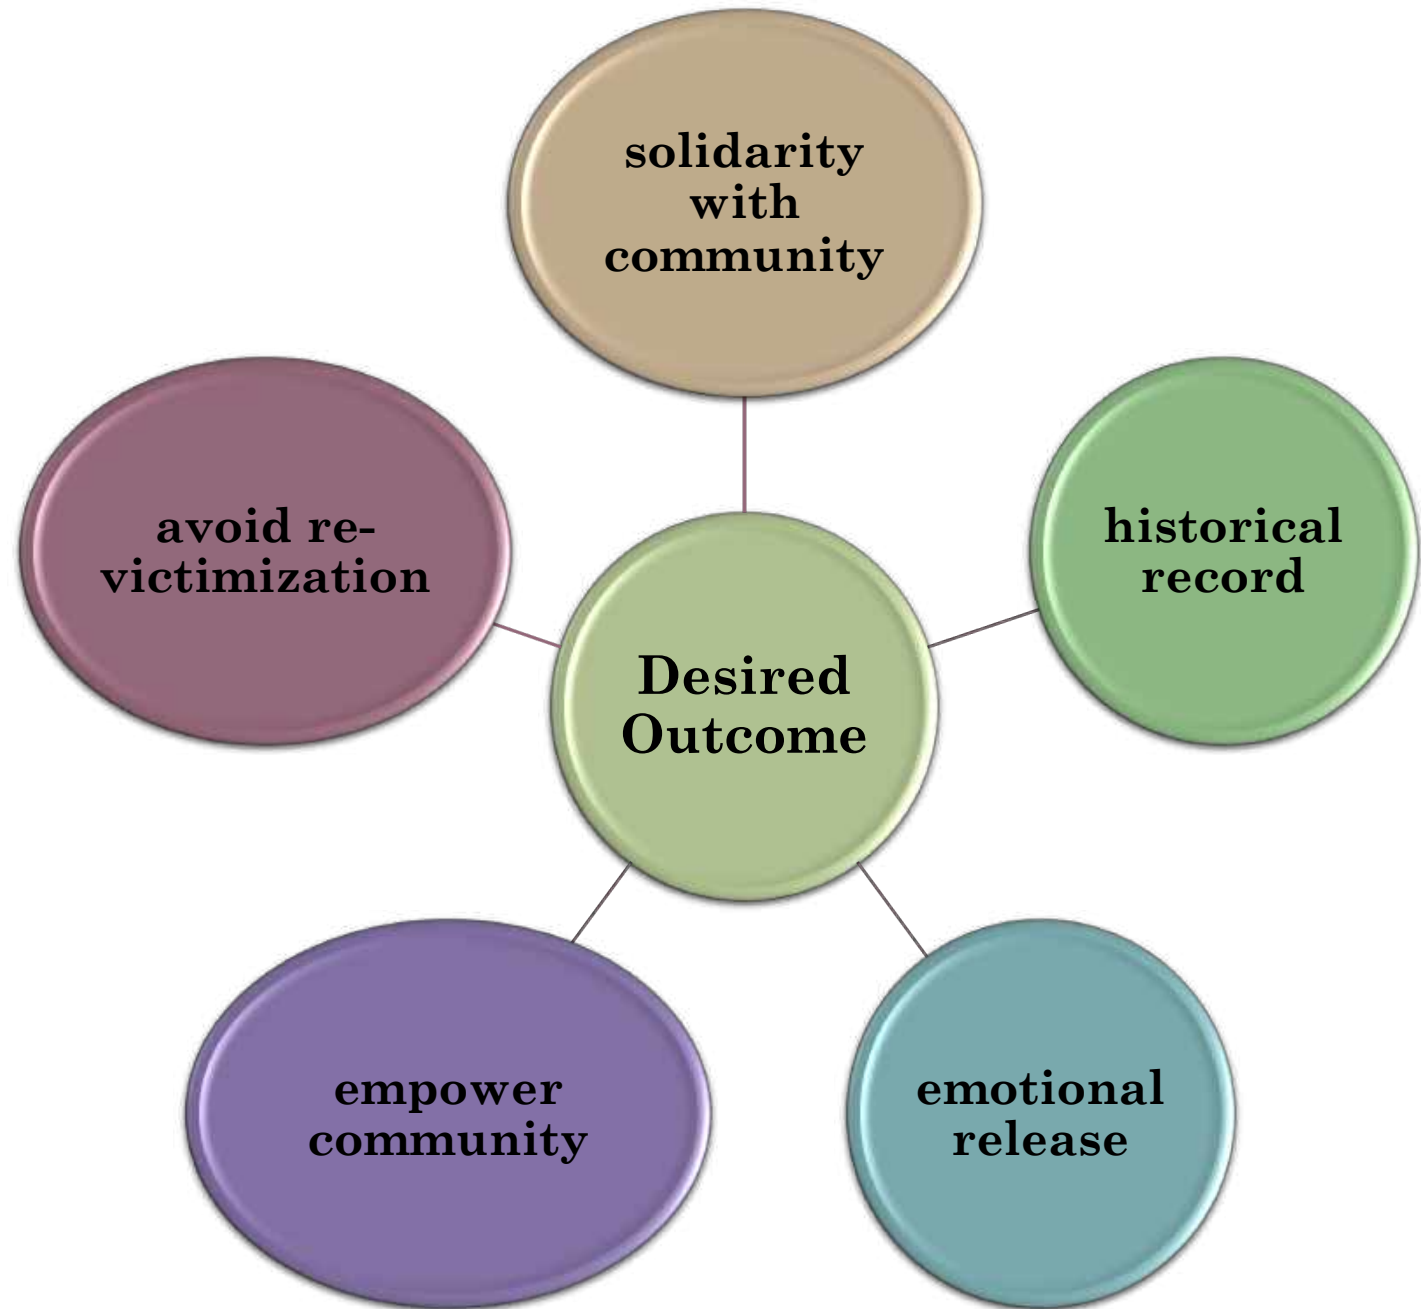 solidarity
with
community
historical
record
emotional
release
empower
community
avoid re-
victimization
Desired
Outcome